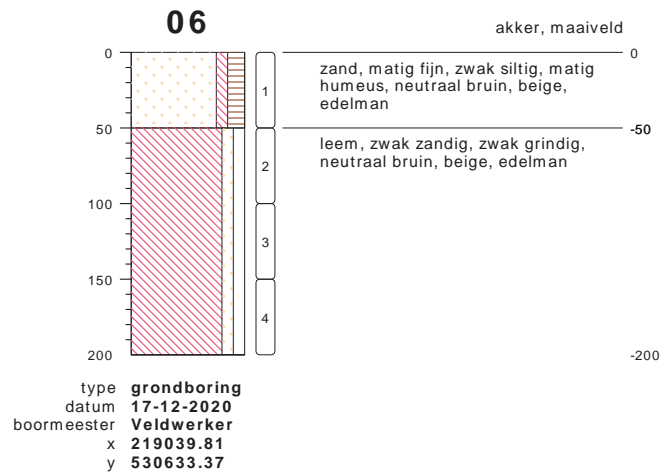 06
akker, maaiveld
0
0
zand, matig fijn, zwak siltig, matig
humeus, neutraal bruin, beige,
edelman
1
50
-50
leem, zwak zandig, zwak grindig,
neutraal bruin, beige, edelman
2
100
3
150
4
200
-200
type grondboring
datum 17-12-2020
boormeester Veldwerker
x 219039.81
y 530633.37